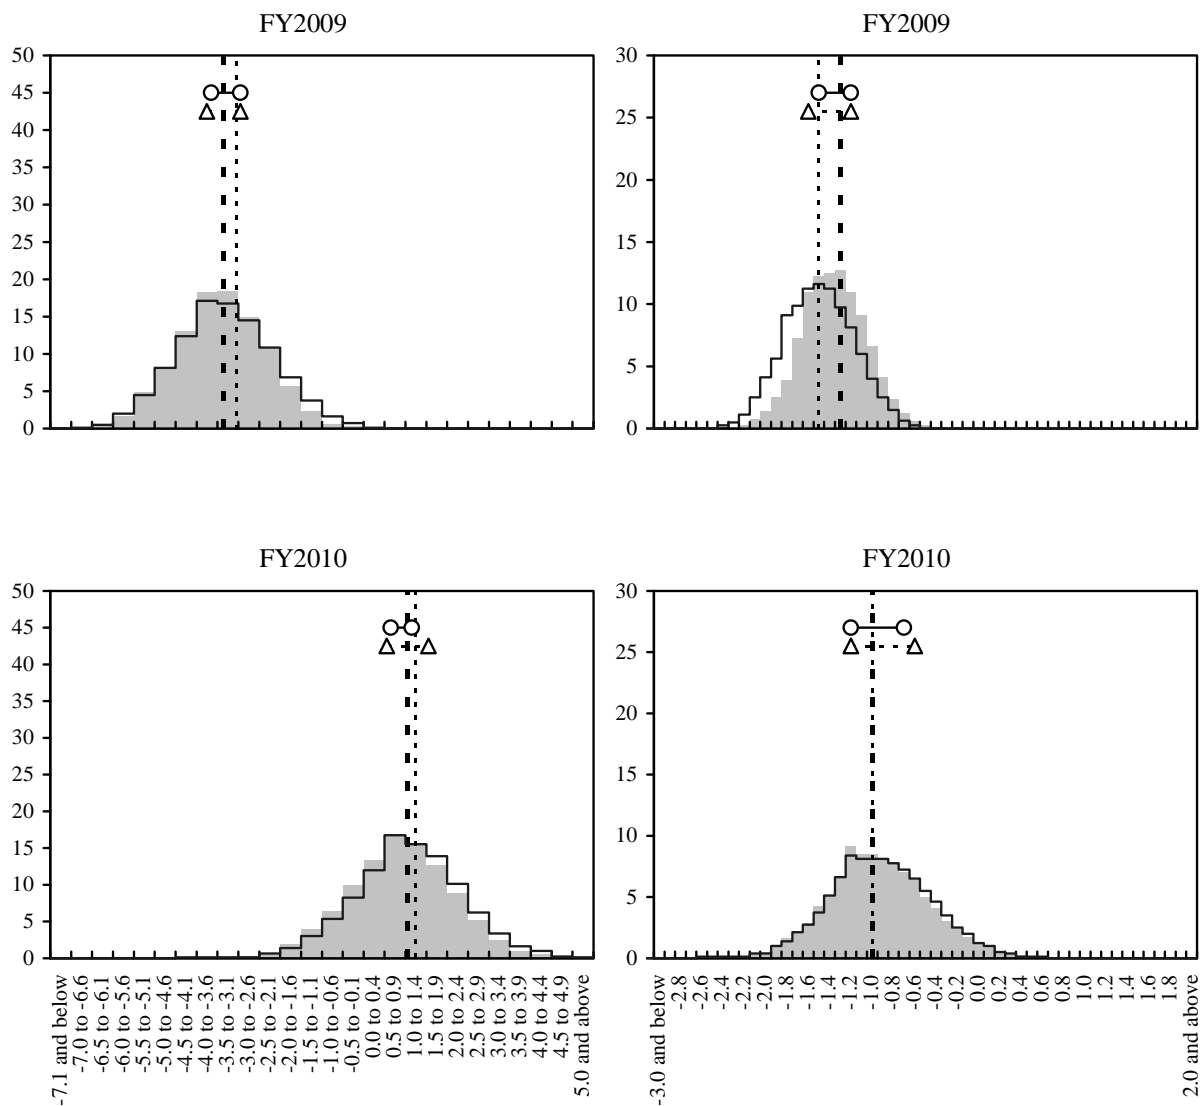 FY2009
50
45
40
35
30
25
20
15
10
5
0
FY2009
30
25
20
15
10
5
0
FY2010
50
45
40
35
30
25
20
15
10
5
0
-7.1 and below
-7.0 to -6.6
-6.5 to -6.1
-6.0 to -5.6
-5.5 to -5.1
-5.0 to -4.6
-4.5 to -4.1
-4.0 to -3.6
-3.5 to -3.1
-3.0 to -2.6
-2.5 to -2.1
-2.0 to -1.6
-1.5 to -1.1
-1.0 to -0.6
-0.5 to -0.1
0.0 to 0.4
0.5 to 0.9
1.0 to 1.4
1.5 to 1.9
2.0 to 2.4
2.5 to 2.9
3.0 to 3.4
3.5 to 3.9
4.0 to 4.4
4.5 to 4.9
5.0 and above
FY2010
30
25
20
15
10
5
0
-3.0 and below
-2.8
-2.6
-2.4
-2.2
-2.0
-1.8
-1.6
-1.4
-1.2
-1.0
-0.8
-0.6
-0.4
-0.2
0.0
0.2
0.4
0.6
0.8
1.0
1.2
1.4
1.6
1.8
2.0 and above